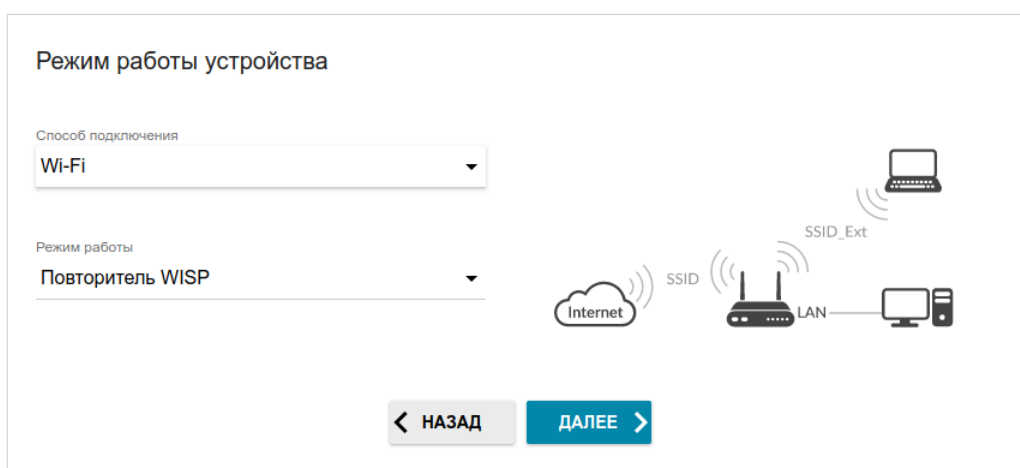 Режим работы устройства
Способ подключения
Wi-Fi
Режим работы
Повторитель WISP
SSID_Ext
SSID
Internet
LAN
НАЗАД
ДАЛЕЕ